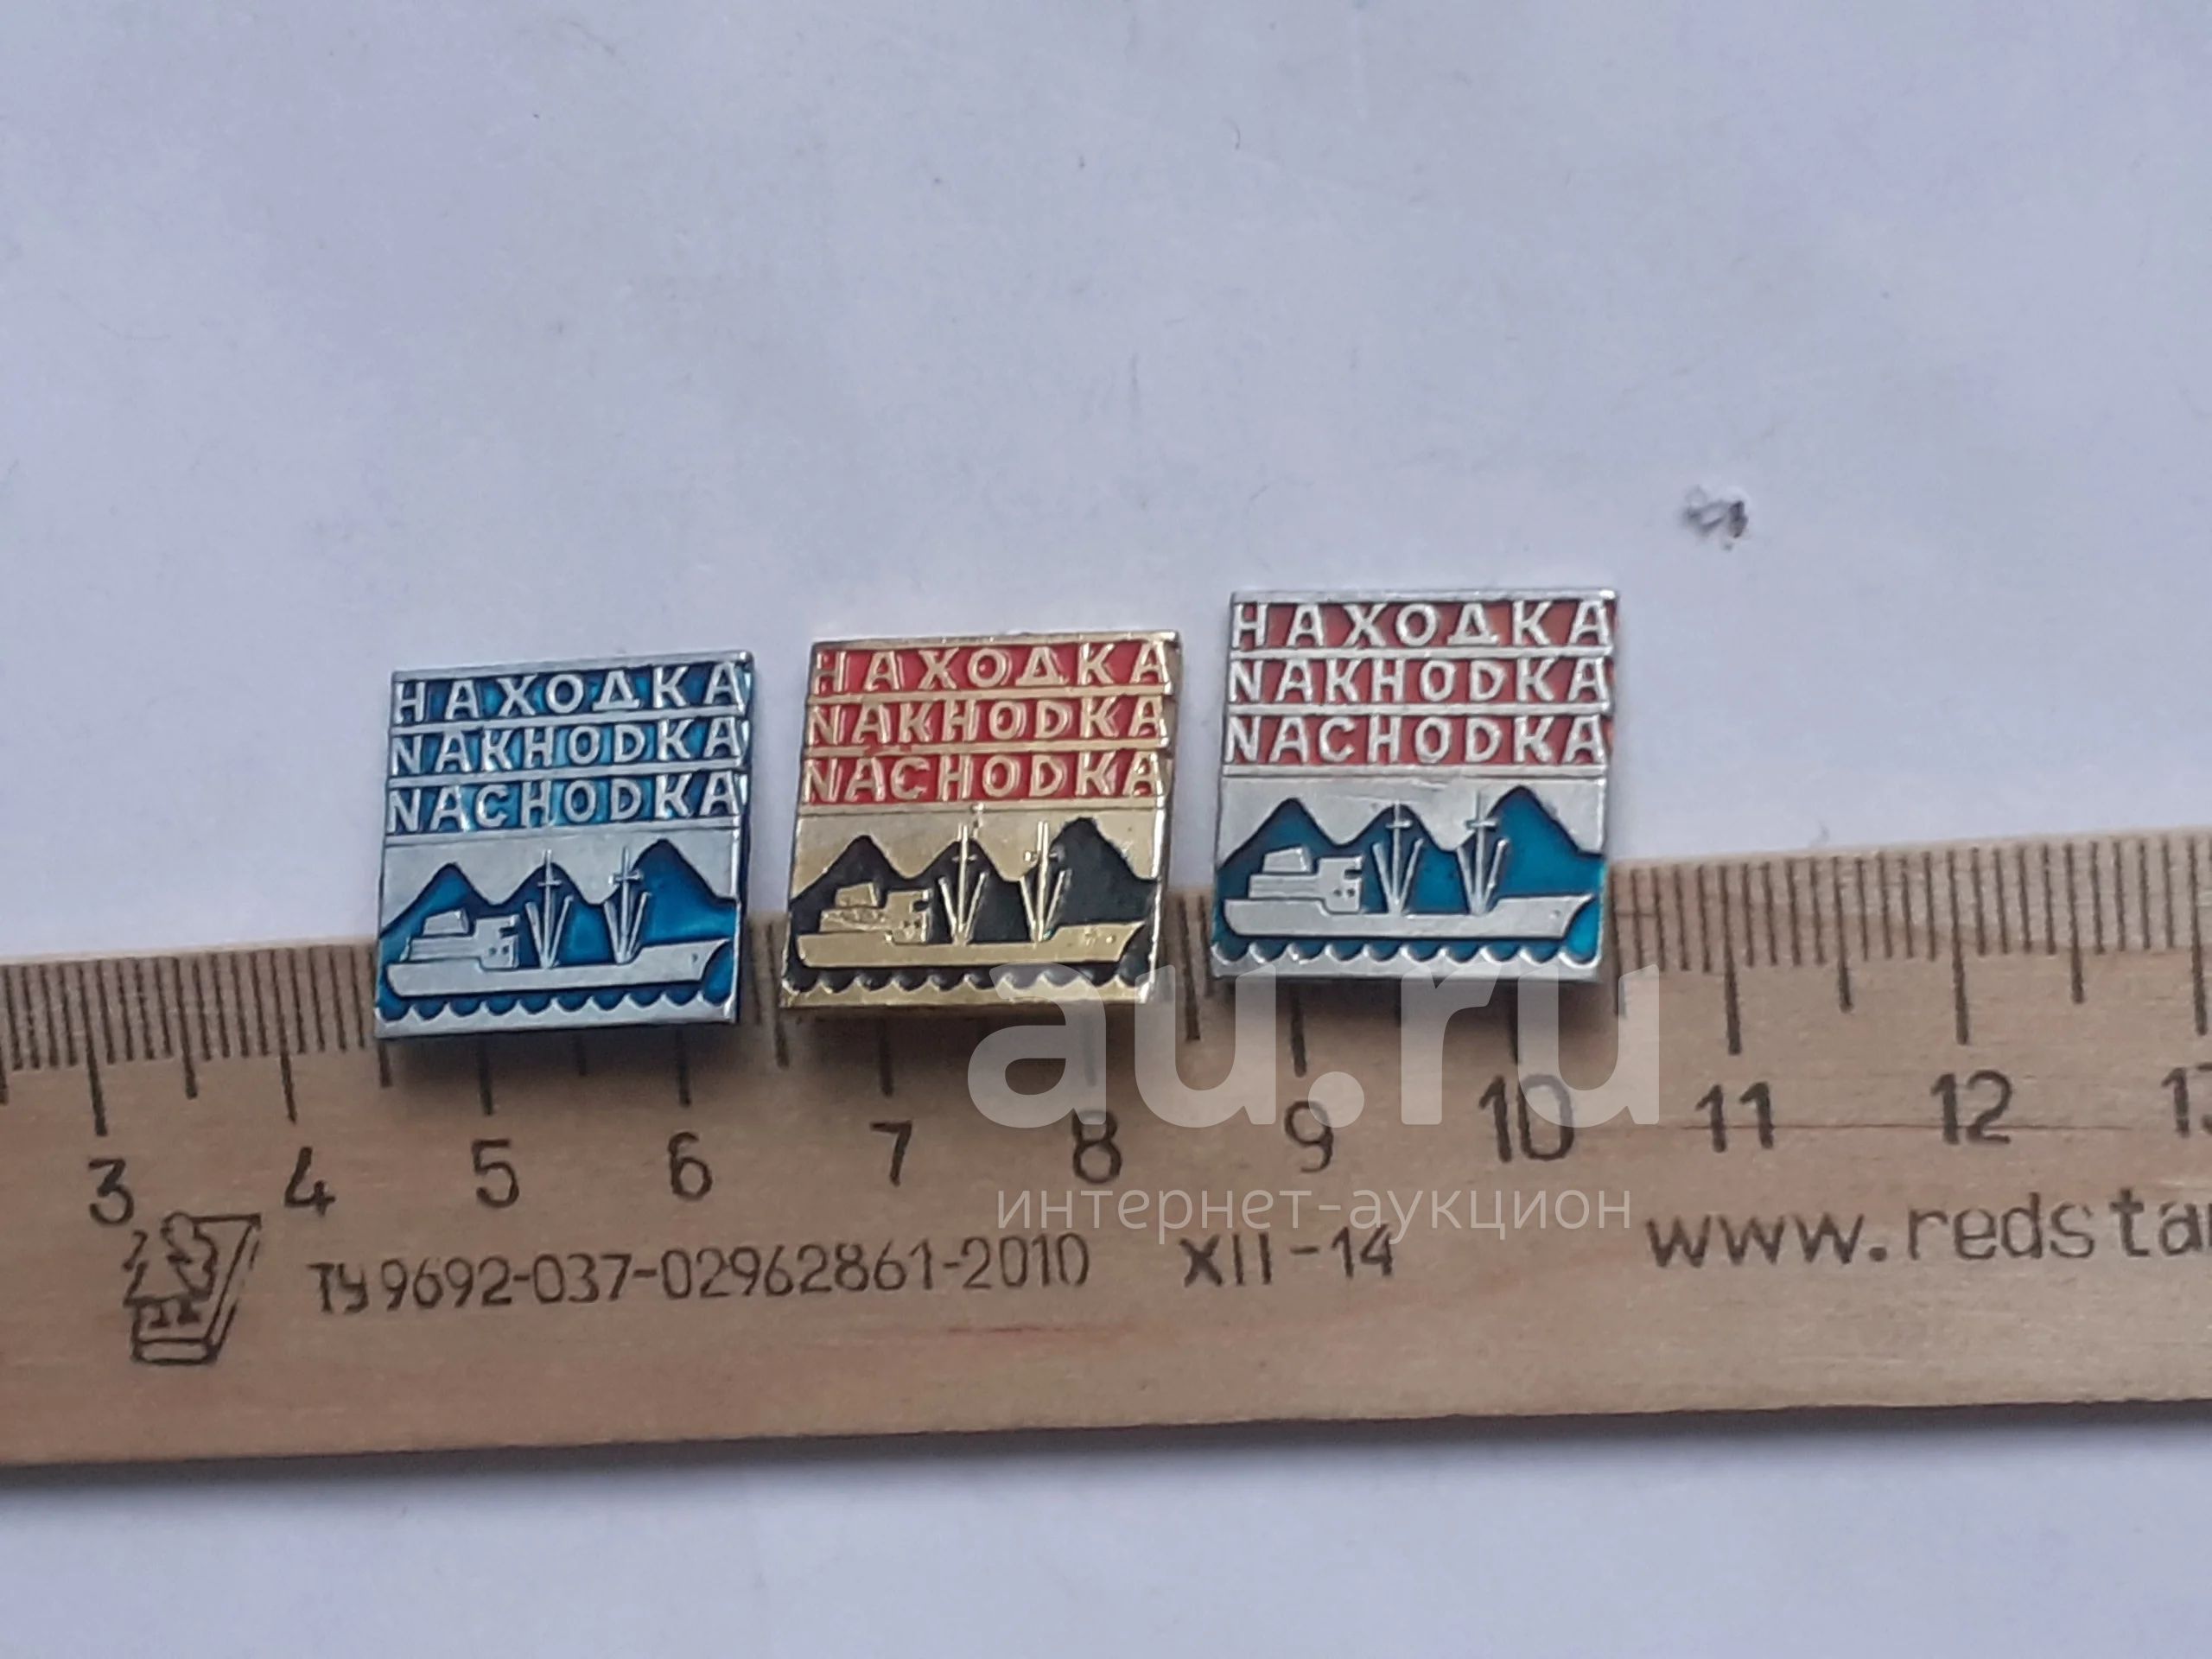 НАХОДКА
NAKHODKA
NACHODKA
НАХОДКА
NAKHODKA
NACHODKA
НАХОДКА
NAKHODKA
NACHODKA
au.ru
интернет-аукцион
3 4 5 6 7 8 9 10 11 12
ТУ 9692-037-02962861-2010 XII-14 www.redsta